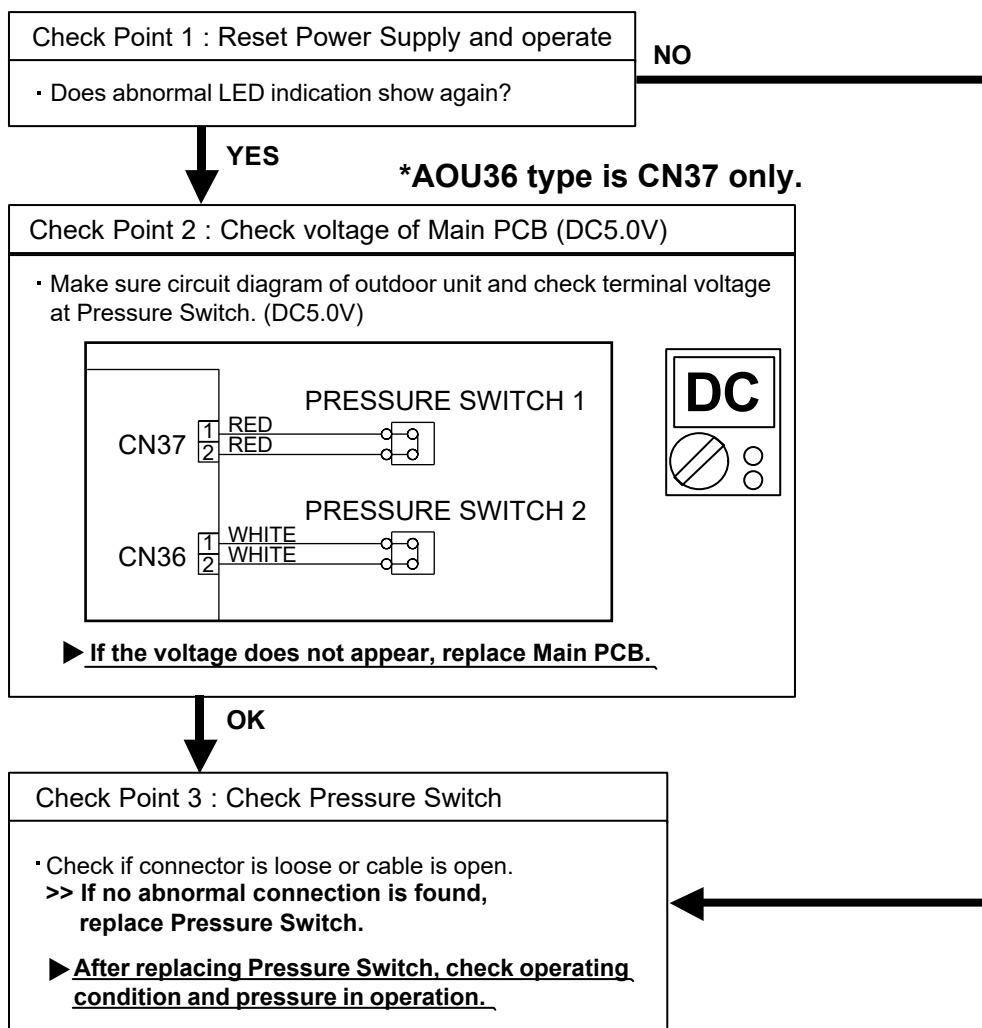 Check Point 1 : Reset Power Supply and operate
NO
· Does abnormal LED indication show again?
YES
*AOU36 type is CN37 only.
Check Point 2 : Check voltage of Main PCB (DC5.0V)
· Make sure circuit diagram of outdoor unit and check terminal voltage
at Pressure Switch. (DC5.0V)
DC
PRESSURE SWITCH 1
CN37
1 RED
2 RED
PRESSURE SWITCH 2
CN36
1 WHITE
2 WHITE
▶ If the voltage does not appear, replace Main PCB.
OK
Check Point 3 : Check Pressure Switch
· Check if connector is loose or cable is open.
>> If no abnormal connection is found,
replace Pressure Switch.
▶ After replacing Pressure Switch, check operating
condition and pressure in operation.